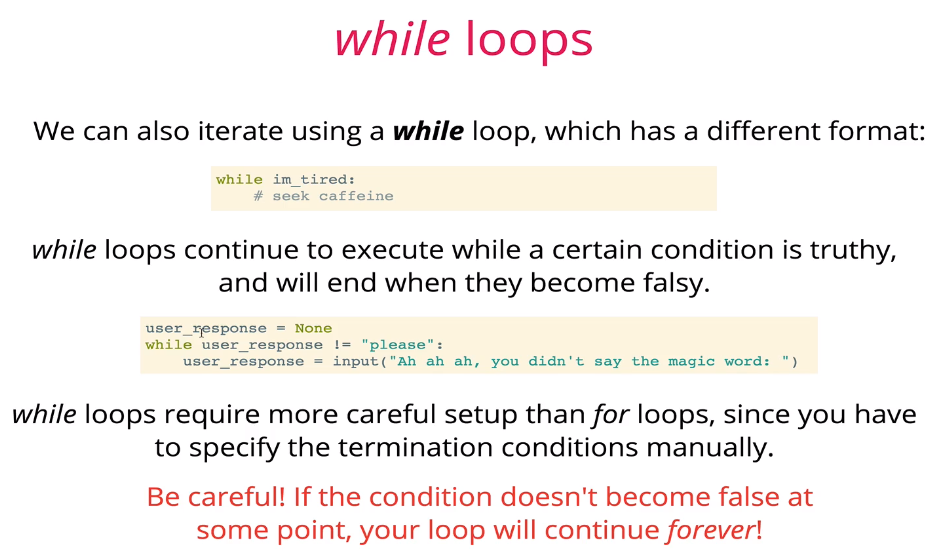 while loops
We can also iterate using a while loop, which has a different format:
while im_tired:
    # seek caffeine
while loops continue to execute while a certain condition is truthy,
and will end when they become falsy.
user_response = None
while user_response != "please":
    user_response = input("Ah ah ah, you didn't say the magic word: ")
while loops require more careful setup than for loops, since you have
to specify the termination conditions manually.
Be careful! If the condition doesn't become false at
some point, your loop will continue forever!